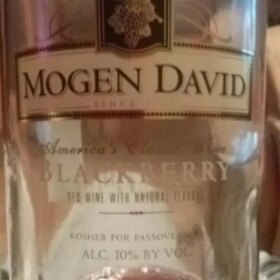 MOGEN DAVID
SINCE
America's Classic Wine
BLACKBERRY
RED WINE WITH NATURAL FLAVORS
KOSHER FOR PASSOVER
ALC. 10% BY VOL.